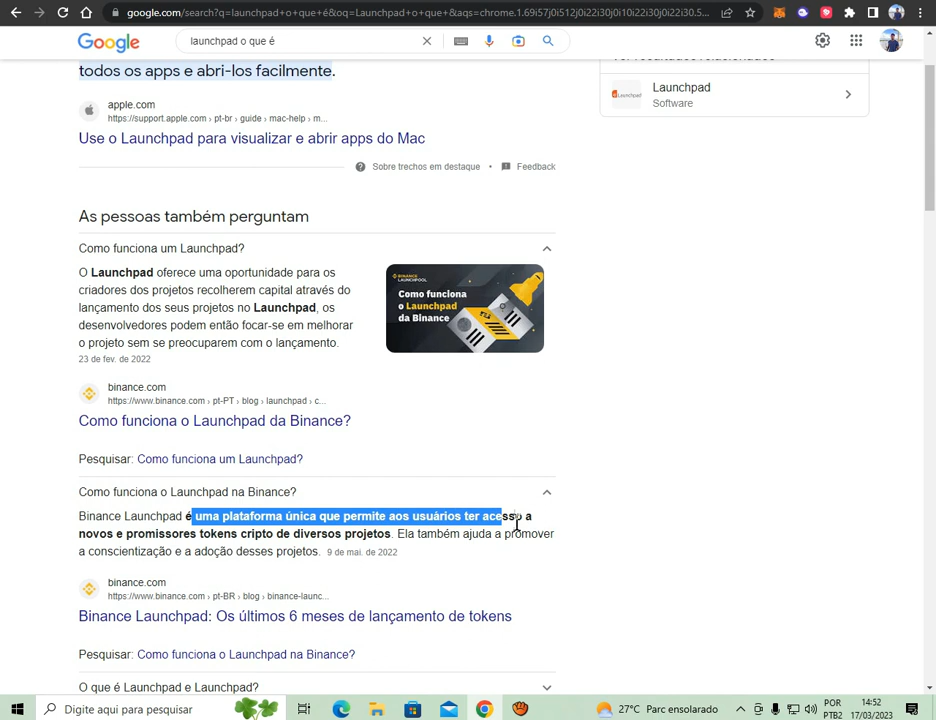 google.com/search?q=launchpad+o+que+é&oq=Launchpad+o+que+&aqs=chrome.1.69i57j0i512j0i22i30j0i10i22i30j0i22i30.5...
Google
launchpad o que é
todos os apps e abri-los facilmente.
apple.com
https://support.apple.com › pt-br › guide › mac-help › m...
Use o Launchpad para visualizar e abrir apps do Mac
Sobre trechos em destaque • Feedback
Ver resultados relacionados
Launchpad
Software
As pessoas também perguntam
Como funciona um Launchpad?
O Launchpad oferece uma oportunidade para os
criadores dos projetos recolherem capital através do
lançamento dos seus projetos no Launchpad, os
desenvolvedores podem então focar-se em melhorar
o projeto sem se preocuparem com o lançamento.
23 de fev. de 2022
BINANCE
LAUNCHPOOL
Como funciona
o Launchpad
da Binance?
binance.com
https://www.binance.com › pt-PT › blog › launchpad › c...
Como funciona o Launchpad da Binance?
Pesquisar: Como funciona um Launchpad?
Como funciona o Launchpad na Binance?
Binance Launchpad é uma plataforma única que permite aos usuários ter acesso a
novos e promissores tokens cripto de diversos projetos. Ela também ajuda a promover
a conscientização e a adoção desses projetos. 9 de mai. de 2022
binance.com
https://www.binance.com › pt-BR › blog › binance-launc...
Binance Launchpad: Os últimos 6 meses de lançamento de tokens
Pesquisar: Como funciona o Launchpad na Binance?
O que é Launchpad e Launchpad?
Digite aqui para pesquisar
27°C Parc ensolarado
POR
PTB2
14:52
17/03/2023